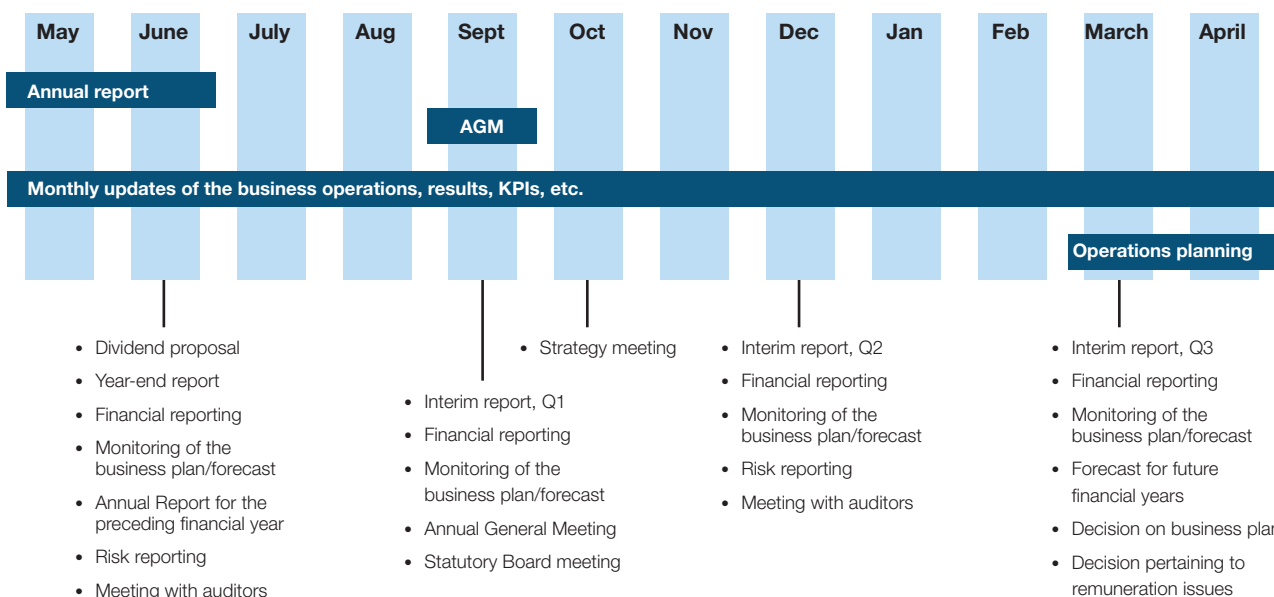 May June July Aug Sept Oct Nov Dec Jan Feb March April
Annual report
AGM
Monthly updates of the business operations, results, KPIs, etc.
Operations planning
• Dividend proposal
• Year-end report
• Financial reporting
• Monitoring of the
business plan/forecast
• Annual Report for the
preceding financial year
• Risk reporting
• Meeting with auditors
• Interim report, Q1
• Financial reporting
• Monitoring of the
business plan/forecast
• Annual General Meeting
• Statutory Board meeting
• Strategy meeting
• Interim report, Q2
• Financial reporting
• Monitoring of the
business plan/forecast
• Risk reporting
• Meeting with auditors
• Interim report, Q3
• Financial reporting
• Monitoring of the
business plan/forecast
• Forecast for future
financial years
• Decision on business plan
• Decision pertaining to
remuneration issues